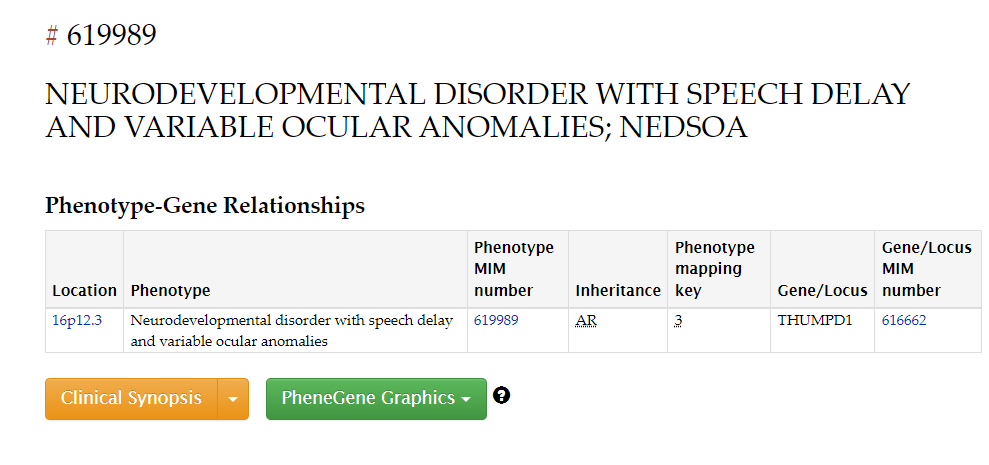 # 619989
NEURODEVELOPMENTAL DISORDER WITH SPEECH DELAY
AND VARIABLE OCULAR ANOMALIES; NEDSOA
Phenotype-Gene Relationships
Location Phenotype Phenotype MIM number Inheritance Phenotype mapping key Gene/Locus Gene/Locus MIM number
16p12.3 Neurodevelopmental disorder with speech delay and variable ocular anomalies 619989 AR 3 THUMPD1 616662
Clinical Synopsis PheneGene Graphics ?